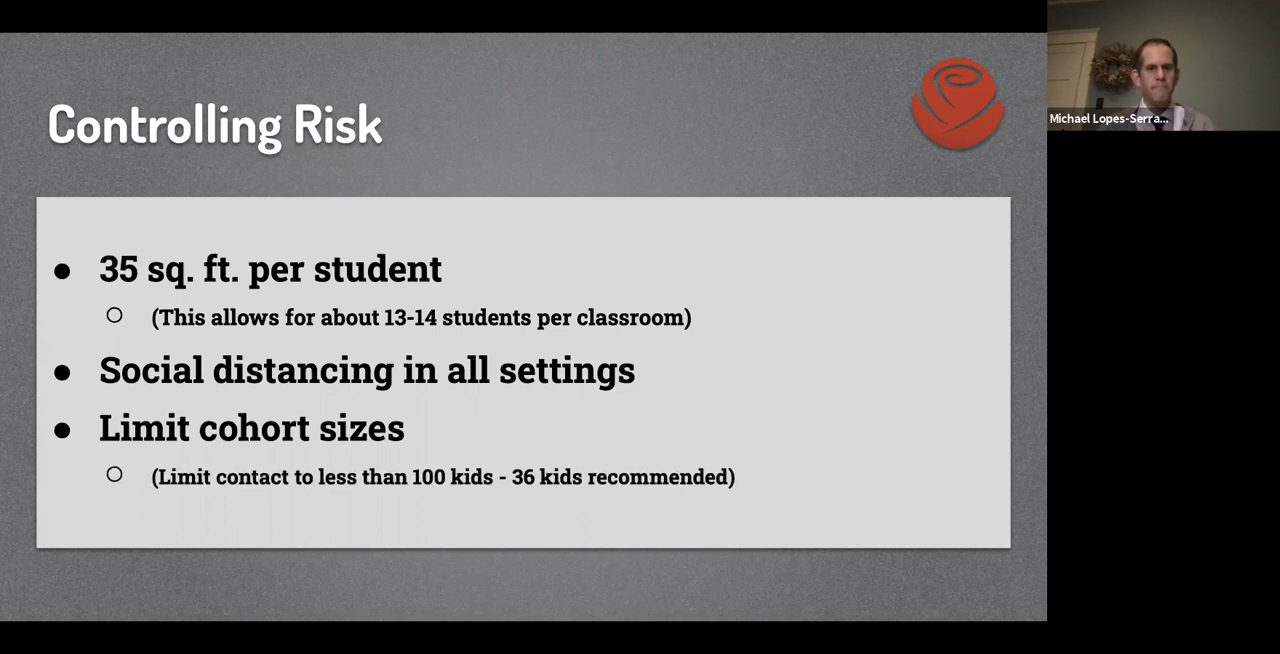 Controlling Risk
35 sq. ft. per student
(This allows for about 13-14 students per classroom)
Social distancing in all settings
Limit cohort sizes
(Limit contact to less than 100 kids - 36 kids recommended)
Michael Lopes-Serra...